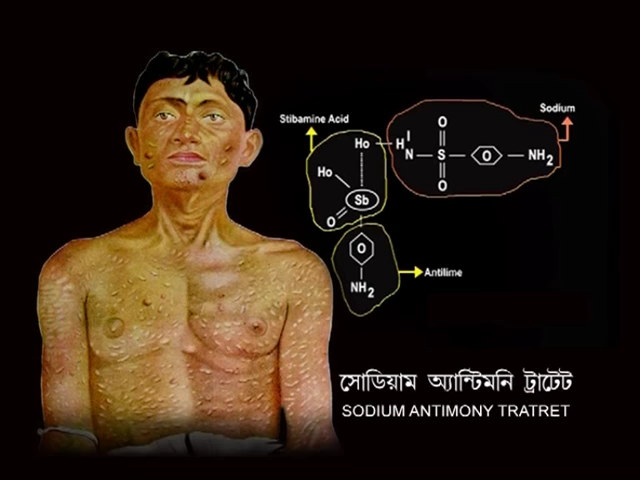 Sodium
Stibamine Acid
Ho
H
N
S
O
O
O
NH2
Ho
Sb
O
O
NH2
Antilime
সোডিয়াম অ্যান্টিমনি ট্রাটেট
SODIUM ANTIMONY TRATRET